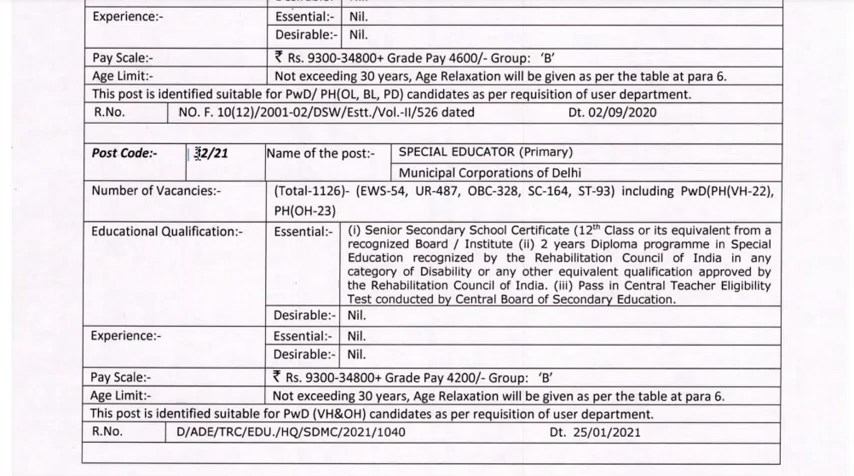 Experience:- Essential:- Nil.
Desirable:- Nil.
Pay Scale:- ₹ Rs. 9300-34800+ Grade Pay 4600/- Group: 'B'
Age Limit:- Not exceeding 30 years, Age Relaxation will be given as per the table at para 6.
This post is identified suitable for PwD/ PH(OL, BL, PD) candidates as per requisition of user department.
R.No. NO. F. 10(12)/2001-02/DSW/Estt./Vol.-II/526 dated Dt. 02/09/2020
Post Code:- 32/21 Name of the post:- SPECIAL EDUCATOR (Primary)
Municipal Corporations of Delhi
Number of Vacancies:- (Total-1126)- (EWS-54, UR-487, OBC-328, SC-164, ST-93) including PwD(PH(VH-22),
PH(OH-23)
Educational Qualification:- Essential:- (i) Senior Secondary School Certificate (12th Class or its equivalent from a
recognized Board / Institute (ii) 2 years Diploma programme in Special
Education recognized by the Rehabilitation Council of India in any
category of Disability or any other equivalent qualification approved by
the Rehabilitation Council of India. (iii) Pass in Central Teacher Eligibility
Test conducted by Central Board of Secondary Education.
Desirable:- Nil.
Experience:- Essential:- Nil.
Desirable:- Nil.
Pay Scale:- ₹ Rs. 9300-34800+ Grade Pay 4200/- Group: 'B'
Age Limit:- Not exceeding 30 years, Age Relaxation will be given as per the table at para 6.
This post is identified suitable for PwD (VH&OH) candidates as per requisition of user department.
R.No. D/ADE/TRC/EDU./HQ/SDMC/2021/1040 Dt. 25/01/2021